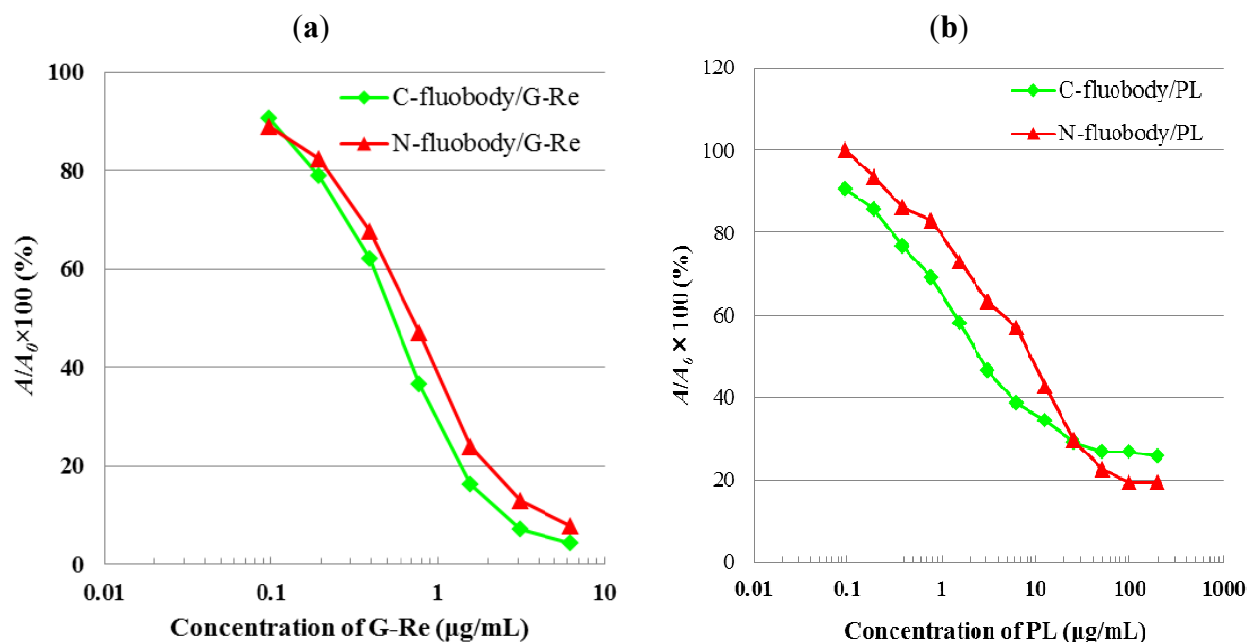 (a)
100
80
60
40
20
0
0.01
0.1
1
10
A/A0×100 (%)
Concentration of G-Re (µg/mL)
C-fluobody/G-Re
N-fluobody/G-Re
(b)
120
100
80
60
40
20
0
0.01
0.1
1
10
100
1000
A/A0 × 100 (%)
Concentration of PL (µg/mL)
C-fluobody/PL
N-fluobody/PL